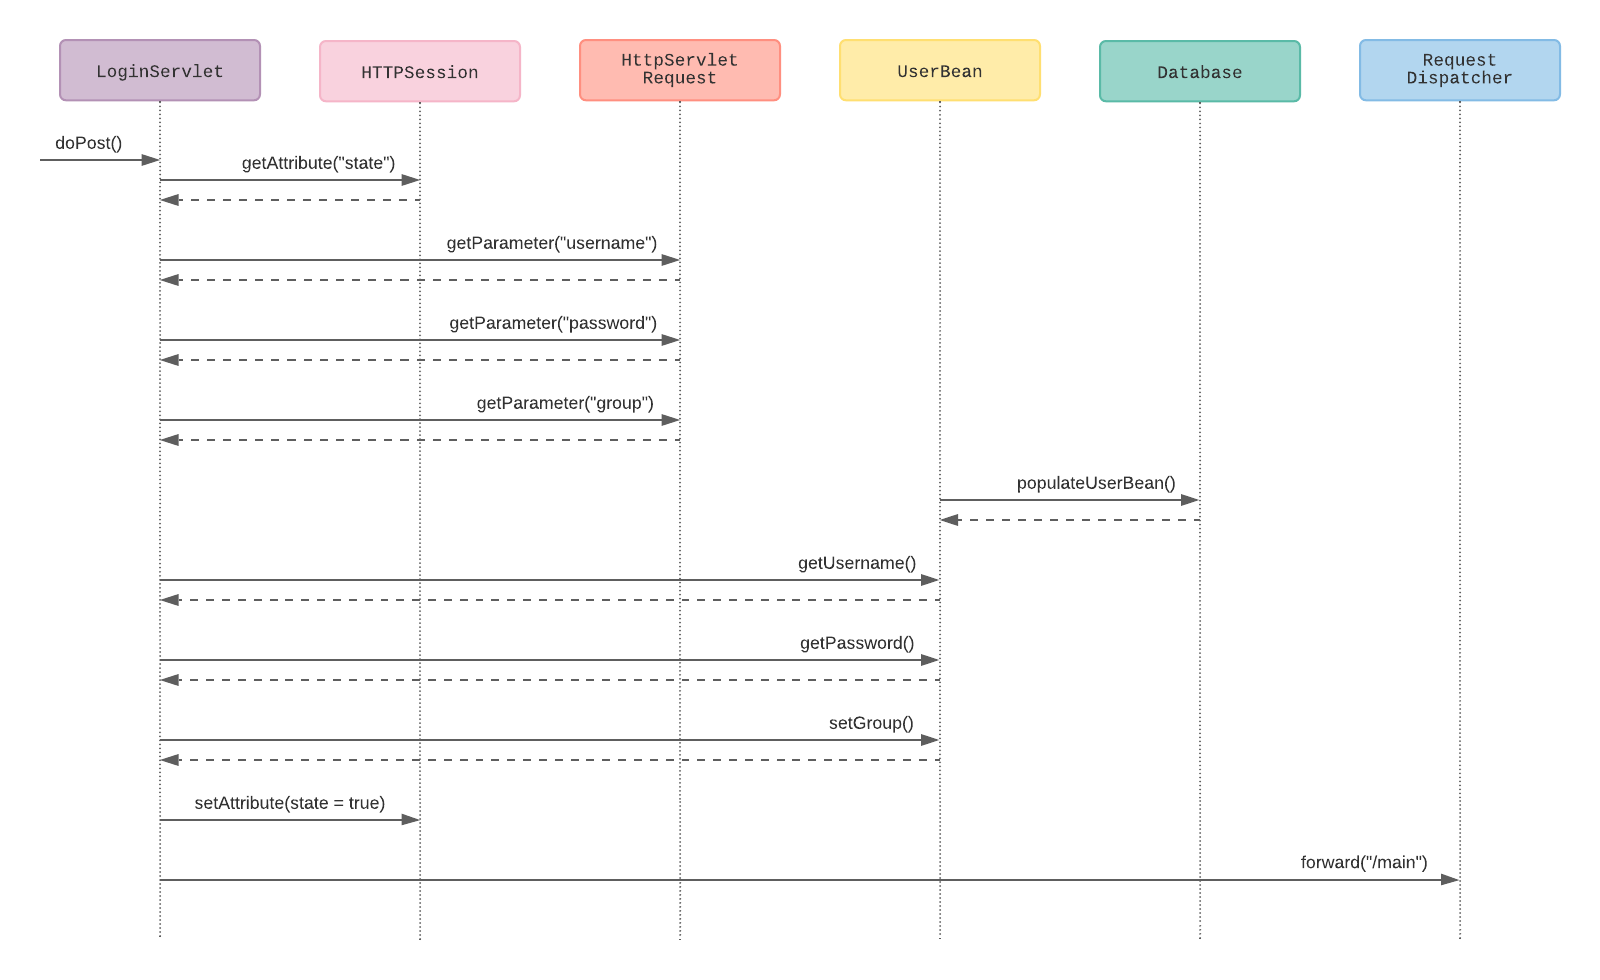 LoginServlet
HTTPSession
HttpServlet
Request
UserBean
Database
Request
Dispatcher
doPost()
getAttribute("state")
getParameter("username")
getParameter("password")
getParameter("group")
populateUserBean()
getUsername()
getPassword()
setGroup()
setAttribute(state = true)
forward("/main")